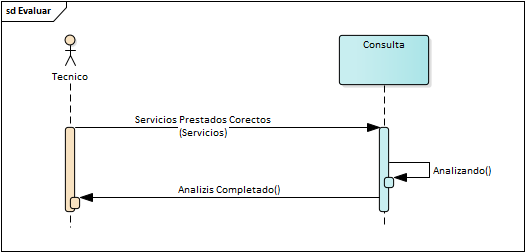 sd Evaluar
Consulta
Tecnico
Servicios Prestados Corectos
(Servicios)
Analizando()
Analizis Completado()